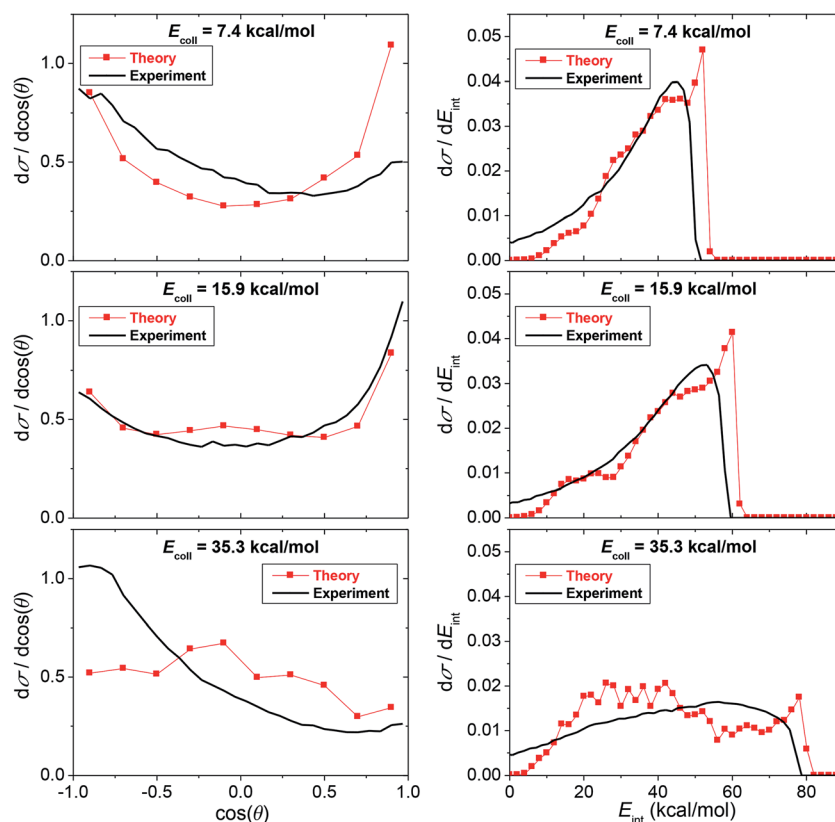 E_coll = 7.4 kcal/mol
Theory
Experiment
dσ / dcos(θ)
1.0
0.5
0.0
E_coll = 7.4 kcal/mol
Theory
Experiment
dσ / dE_int
0.05
0.04
0.03
0.02
0.01
0.00
E_coll = 15.9 kcal/mol
Theory
Experiment
dσ / dcos(θ)
1.0
0.5
0.0
E_coll = 15.9 kcal/mol
Theory
Experiment
dσ / dE_int
0.05
0.04
0.03
0.02
0.01
0.00
E_coll = 35.3 kcal/mol
Theory
Experiment
dσ / dcos(θ)
1.0
0.5
0.0
-1.0 -0.5 0.0 0.5 1.0
cos(θ)
E_coll = 35.3 kcal/mol
Theory
Experiment
dσ / dE_int
0.05
0.04
0.03
0.02
0.01
0.00
0 20 40 60 80
E_int (kcal/mol)